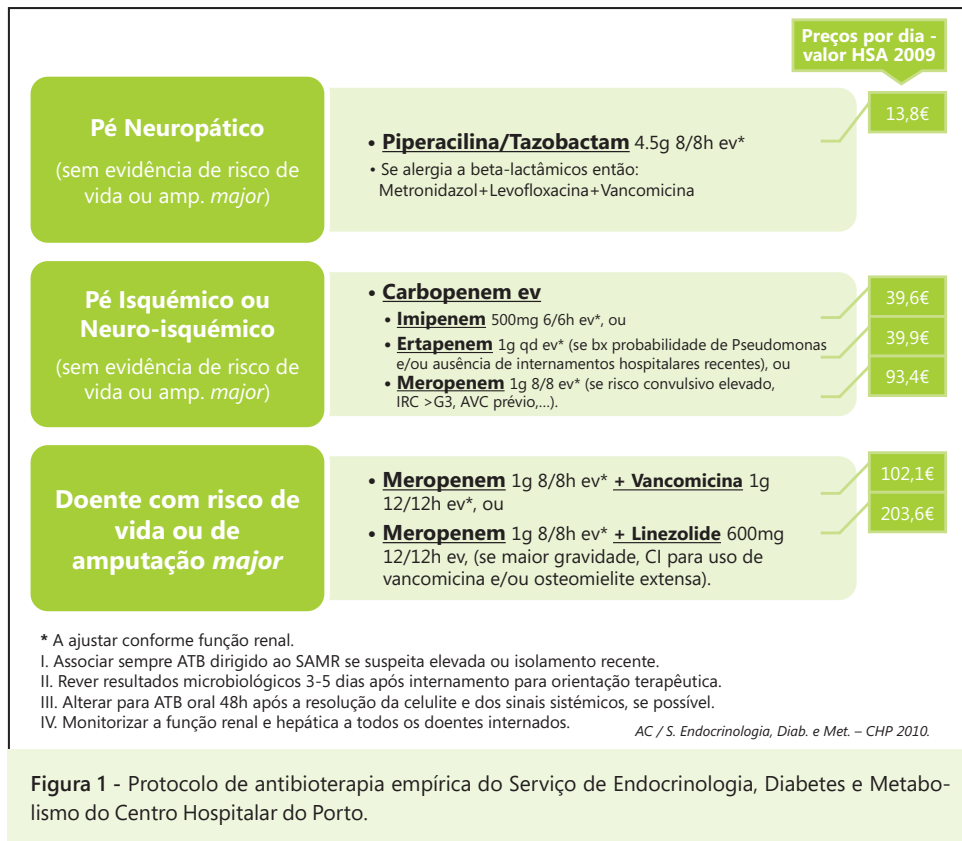 Preços por dia -
valor HSA 2009
Pé Neuropático
(sem evidência de risco de
vida ou amp. major)
• Piperacilina/Tazobactam 4.5g 8/8h ev*
• Se alergia a beta-lactâmicos então:
Metronidazol+Levofloxacina+Vancomicina
13,8€
Pé Isquémico ou
Neuro-isquémico
(sem evidência de risco de
vida ou amp. major)
• Carbopenem ev
• Imipenem 500mg 6/6h ev*, ou
• Ertapenem 1g qd ev* (se bx probabilidade de Pseudomonas
e/ou ausência de internamentos hospitalares recentes), ou
• Meropenem 1g 8/8 ev* (se risco convulsivo elevado,
IRC >G3, AVC prévio,...).
39,6€
39,9€
93,4€
Doente com risco de
vida ou de
amputação major
• Meropenem 1g 8/8h ev* + Vancomicina 1g
12/12h ev*, ou
• Meropenem 1g 8/8h ev* + Linezolide 600mg
12/12h ev, (se maior gravidade, CI para uso de
vancomicina e/ou osteomielite extensa).
102,1€
203,6€
* A ajustar conforme função renal.
I. Associar sempre ATB dirigido ao SAMR se suspeita elevada ou isolamento recente.
II. Rever resultados microbiológicos 3-5 dias após internamento para orientação terapêutica.
III. Alterar para ATB oral 48h após a resolução da celulite e dos sinais sistémicos, se possível.
IV. Monitorizar a função renal e hepática a todos os doentes internados.
AC / S. Endocrinologia, Diab. e Met. – CHP 2010.
Figura 1 - Protocolo de antibioterapia empírica do Serviço de Endocrinologia, Diabetes e Metabo-
lismo do Centro Hospitalar do Porto.